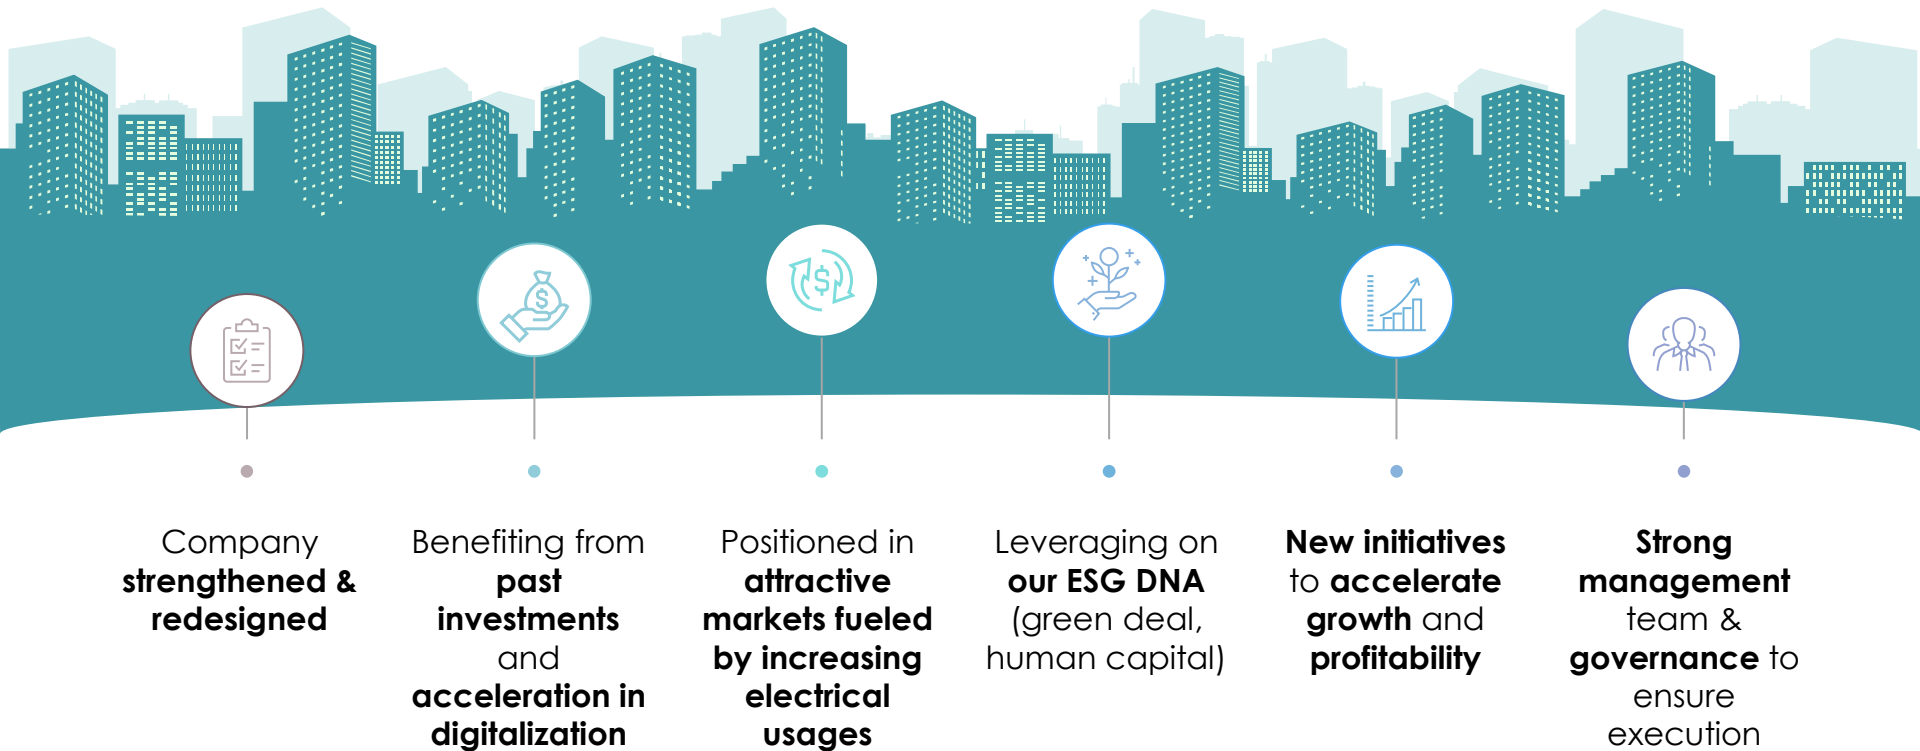 Company
strengthened &
redesigned
Benefiting from
past
investments
and
acceleration in
digitalization
Positioned in
attractive
markets fueled
by increasing
electrical
usages
Leveraging on
our ESG DNA
(green deal,
human capital)
New initiatives
to accelerate
growth and
profitability
Strong
management
team &
governance to
ensure
execution